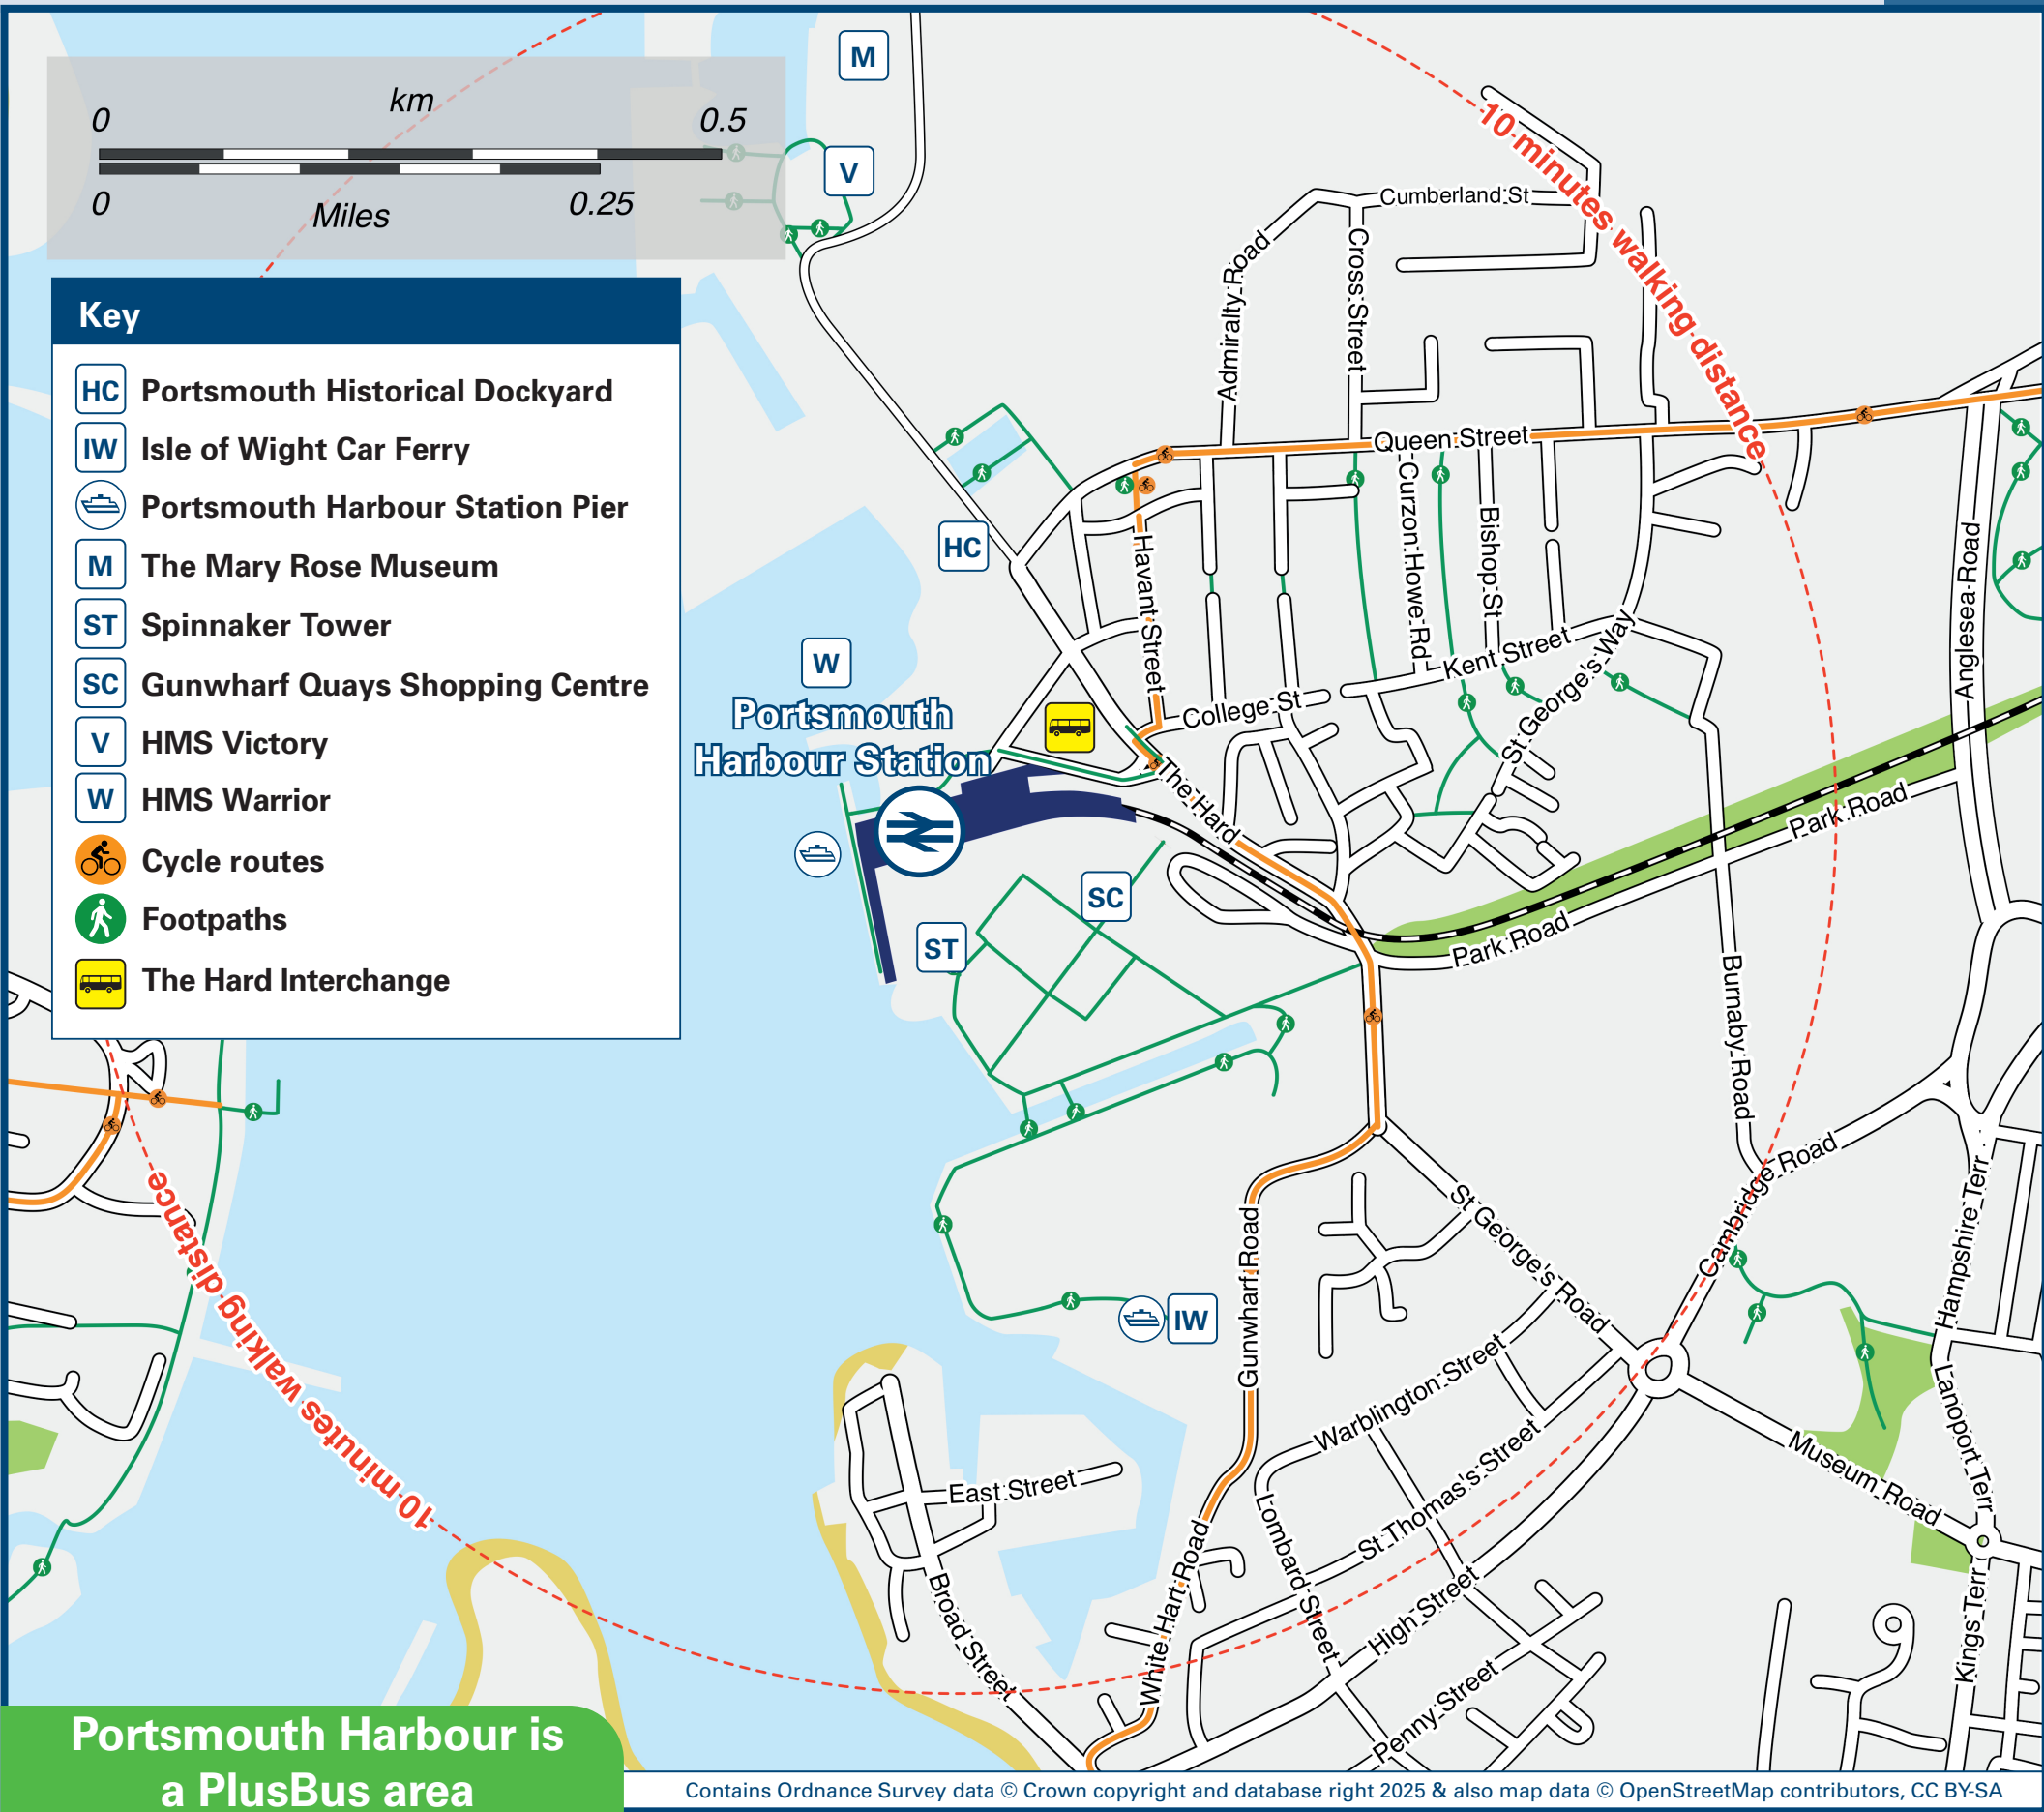 km
0 0.5
0 Miles 0.25
Key
HC Portsmouth Historical Dockyard
IW Isle of Wight Car Ferry
Portsmouth Harbour Station Pier
M The Mary Rose Museum
ST Spinnaker Tower
SC Gunwharf Quays Shopping Centre
V HMS Victory
W HMS Warrior
Cycle routes
Footpaths
The Hard Interchange
M
V
10 minutes walking distance
Cumberland St
Admiralty Road
Cross Street
Queen Street
HC
Havant Street
Curzon Howe Rd
Bishop St
Anglesea Road
W
Kent Street
St George's Way
College St
Portsmouth
Harbour Station
The Hard
Park Road
SC
ST
Park Road
Burnaby Road
Cambridge Road
Hampshire Terr
10 minutes walking distance
St George's Road
Gunwharf Road
IW
Warblington Street
Lanport Terr
Museum Road
St Thomas's Street
East Street
Lombard Street
White Hart Road
High Street
Broad Street
Kings Terr
Penny Street
Portsmouth Harbour is
a PlusBus area
Contains Ordnance Survey data © Crown copyright and database right 2025 & also map data © OpenStreetMap contributors, CC BY-SA